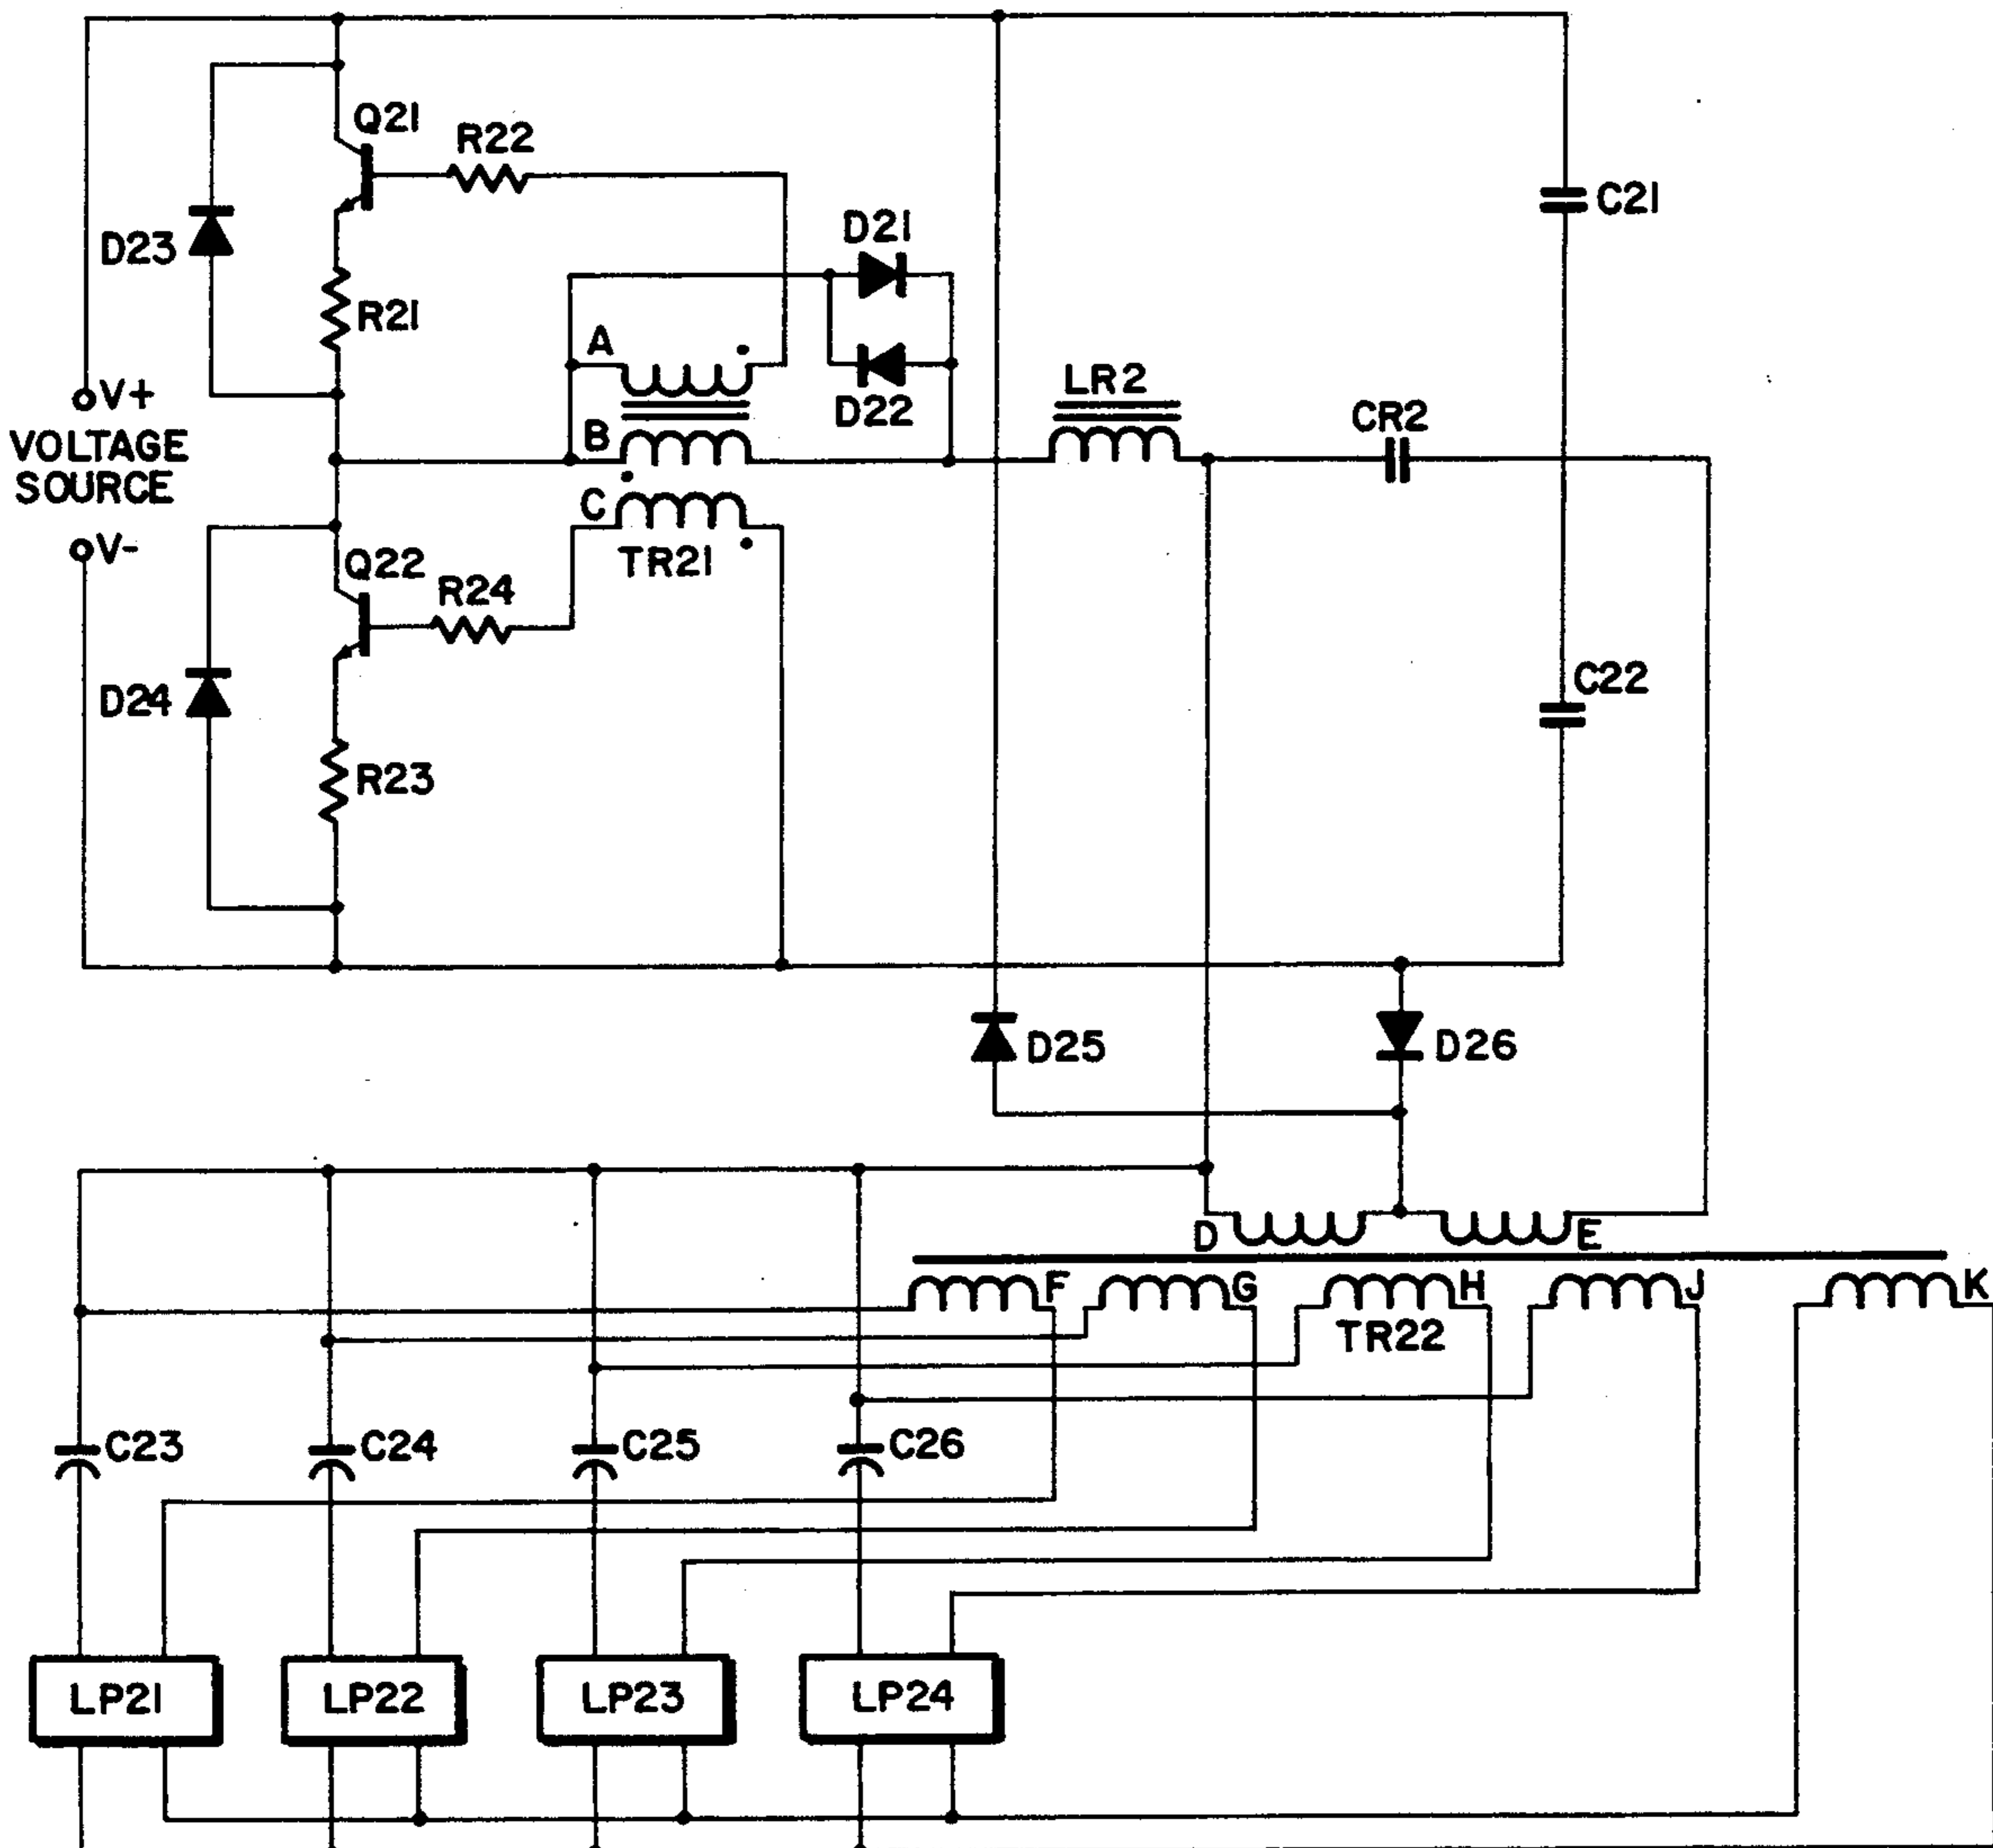 Q21
R22
C21
D21
D23
R21
A
LR2
V+
D22
CR2
B
VOLTAGE
SOURCE
C
V-
TR21
Q22
R24
C22
D24
R23
D25
D26
D
E
F
G
H
J
K
TR22
C23
C24
C25
C26
LP21
LP22
LP23
LP24